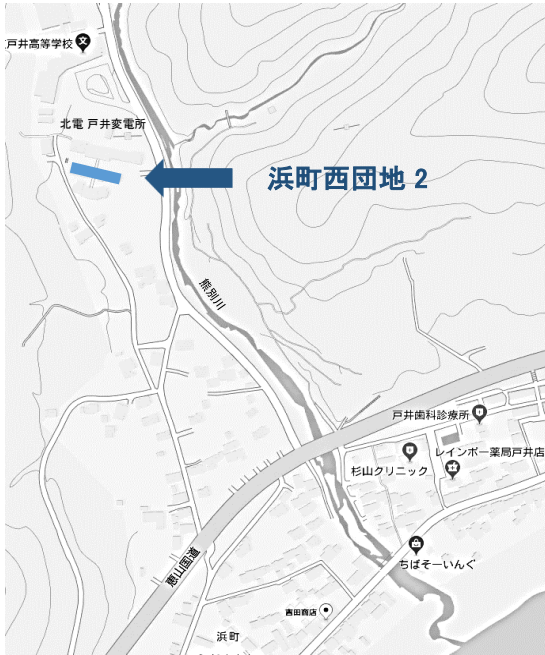 戸井高等学校
北電 戸井変電所
浜町西団地 2
熊別川
戸井歯科診療所
レインボー薬局戸井店
杉山クリニック
恵山国道
ちばそーいんぐ
吉田商店
浜町